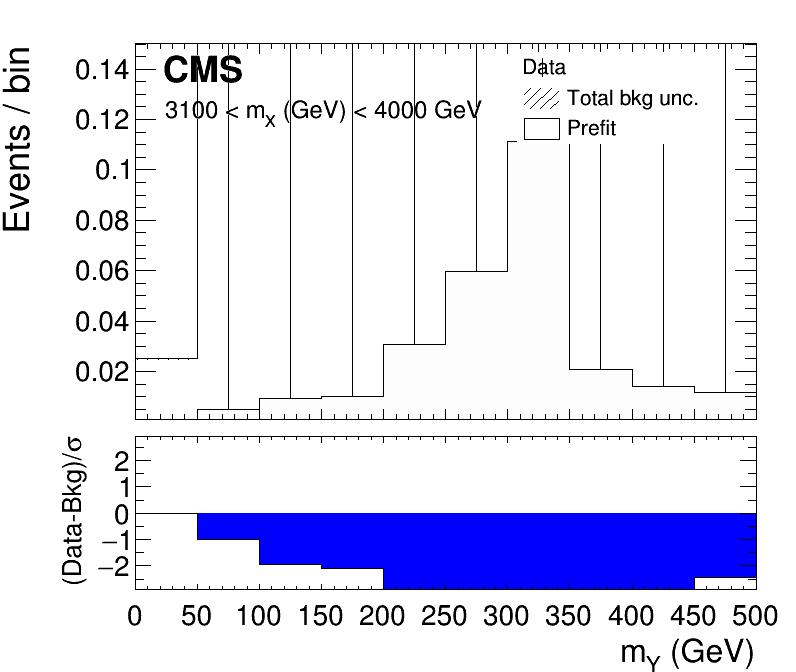 Events / bin
0.14
0.12
0.1
0.08
0.06
0.04
0.02
CMS
3100 < mX (GeV) < 4000 GeV
Data
Total bkg unc.
Prefit
(Data-Bkg)/σ
2
1
0
−1
−2
0 50 100 150 200 250 300 350 400 450 500
mY (GeV)